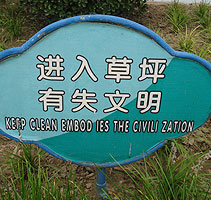 进入草坪
有失文明
KEEP CLEAN EMBOD IES THE CIVILI ZATION